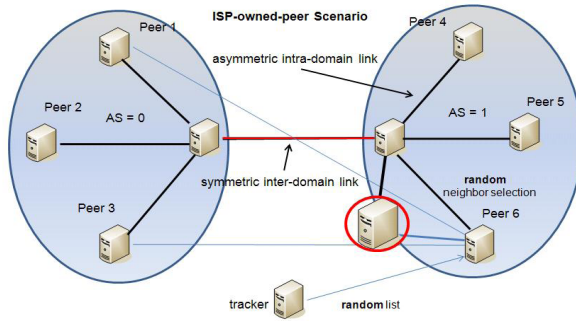 ISP-owned-peer Scenario
Peer 1
Peer 4
asymmetric intra-domain link
Peer 2
AS = 0
AS = 1
Peer 5
symmetric inter-domain link
random
neighbor selection
Peer 3
Peer 6
tracker
random list